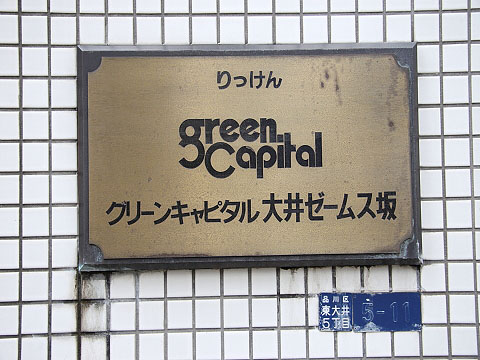 りっけん
green
Capital
グリーンキャピタル大井ゼームス坂
品川区
東大井
5丁目
5-11